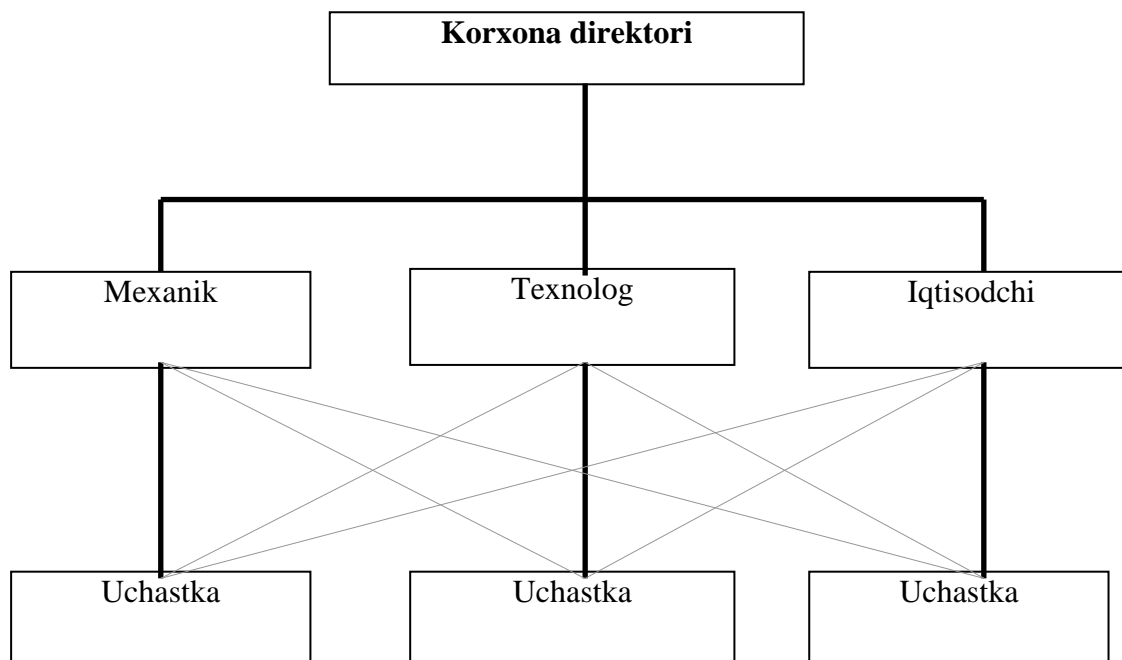 Korxona direktori
Mexanik
Texnolog
Iqtisodchi
Uchastka
Uchastka
Uchastka